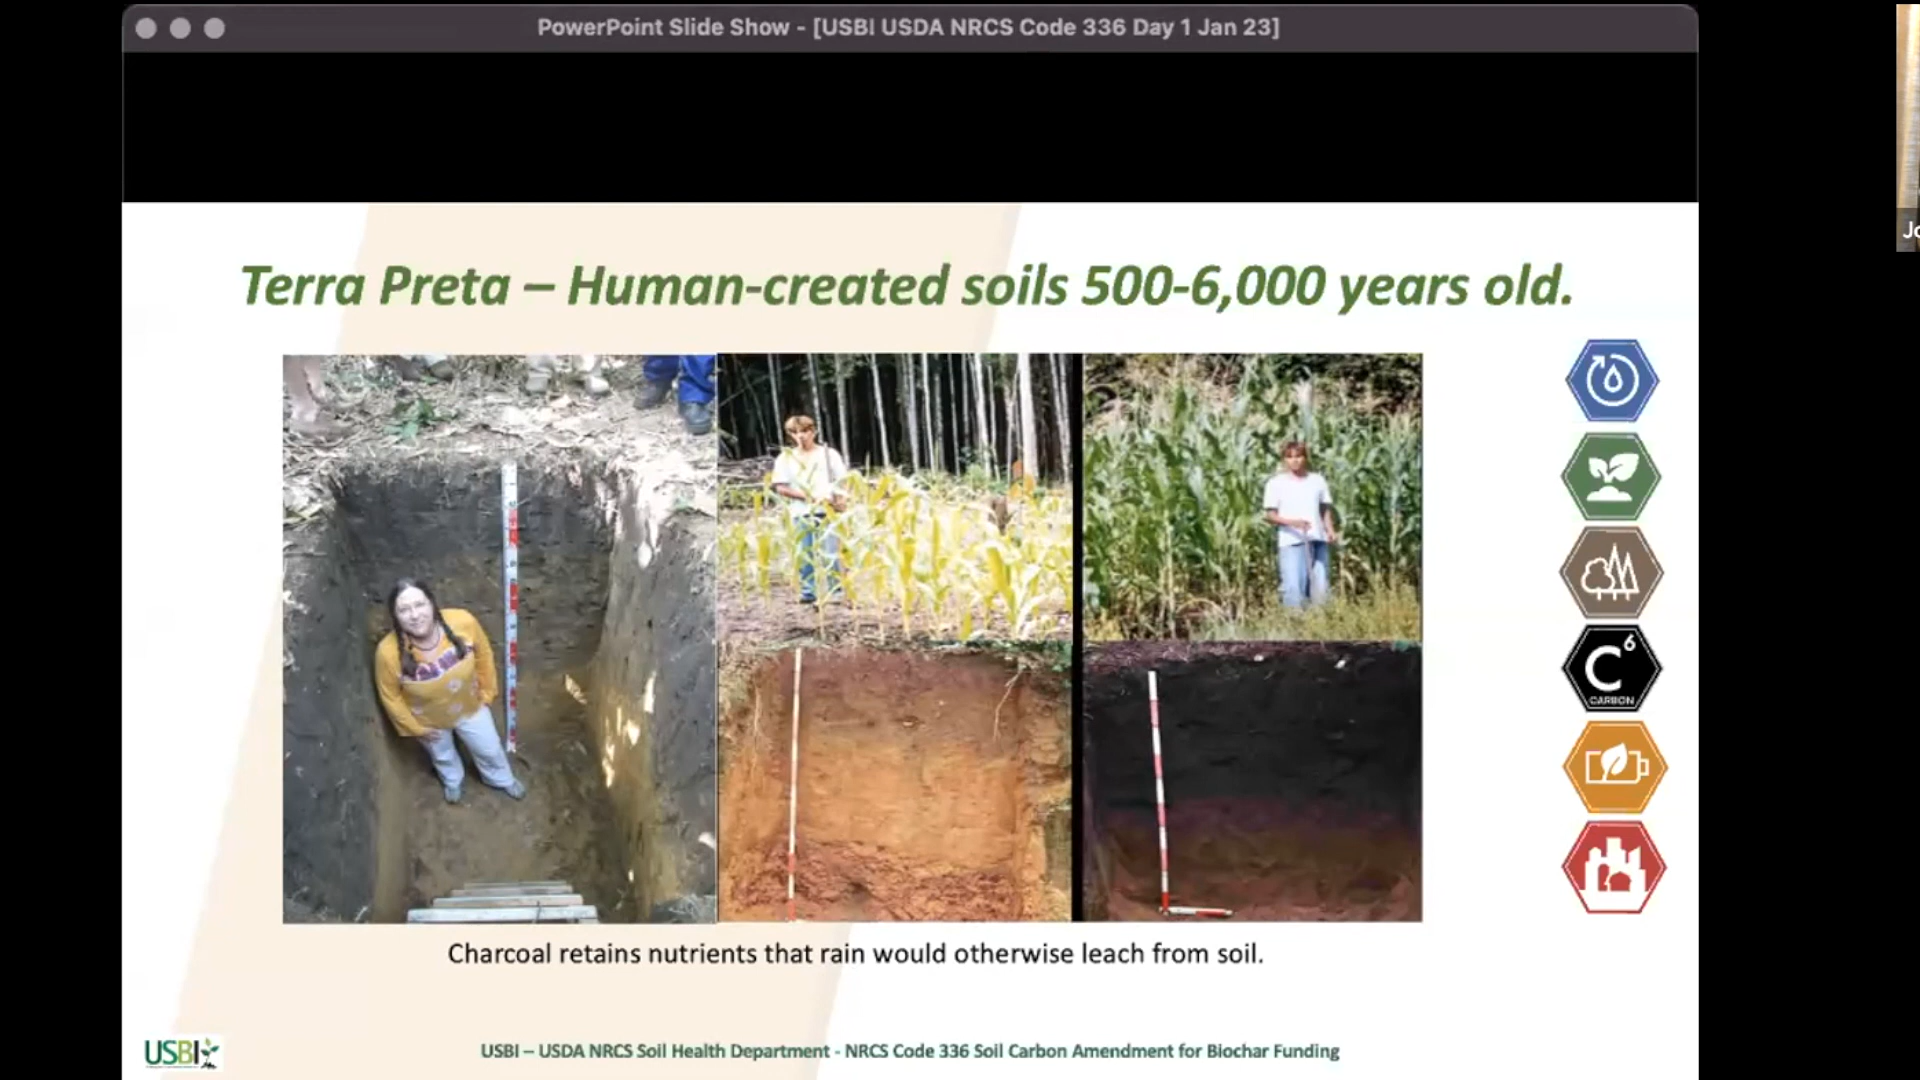 PowerPoint Slide Show - [USBI USDA NRCS Code 336 Day 1 Jan 23]
Jo
Terra Preta – Human-created soils 500-6,000 years old.
C 6
CARBON
Charcoal retains nutrients that rain would otherwise leach from soil.
USBI
USBI – USDA NRCS Soil Health Department - NRCS Code 336 Soil Carbon Amendment for Biochar Funding